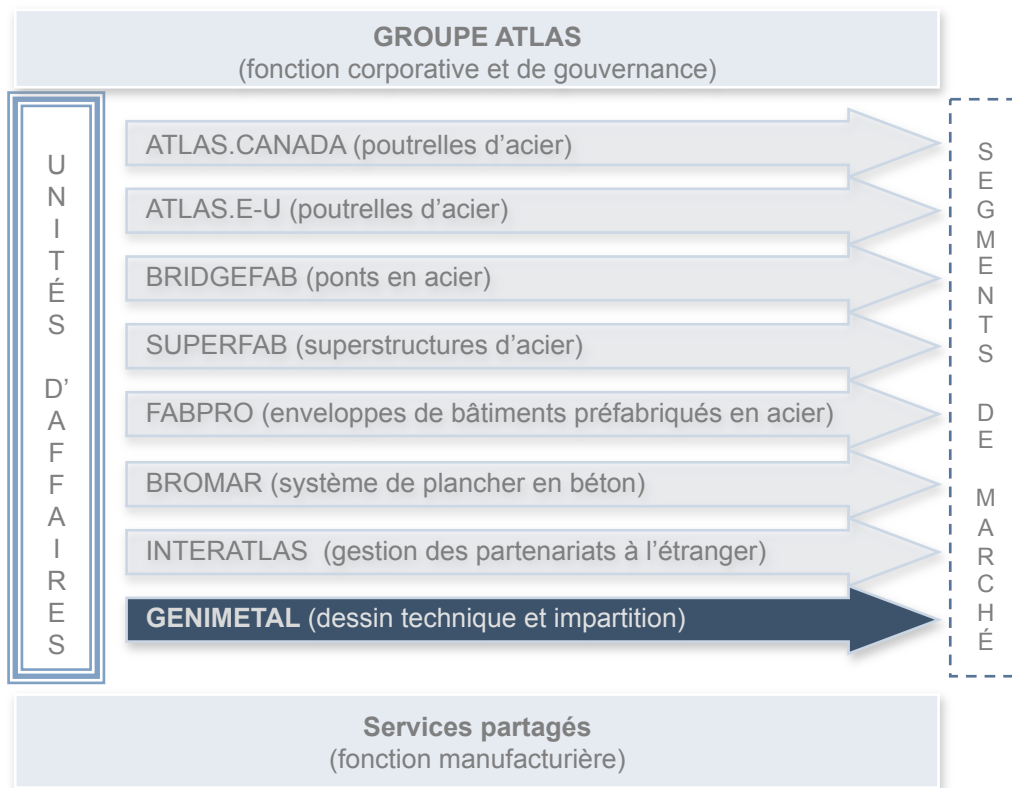 GROUPE ATLAS
(fonction corporative et de gouvernance)
UNITÉS D’AFFAIRES
ATLAS.CANADA (poutrelles d’acier)
ATLAS.E-U (poutrelles d’acier)
BRIDGEFAB (ponts en acier)
SUPERFAB (superstructures d’acier)
FABPRO (enveloppes de bâtiments préfabriqués en acier)
BROMAR (système de plancher en béton)
INTERATLAS (gestion des partenariats à l’étranger)
GENIMETAL (dessin technique et impartition)
SEGMENTS DE MARCHÉ
Services partagés
(fonction manufacturière)